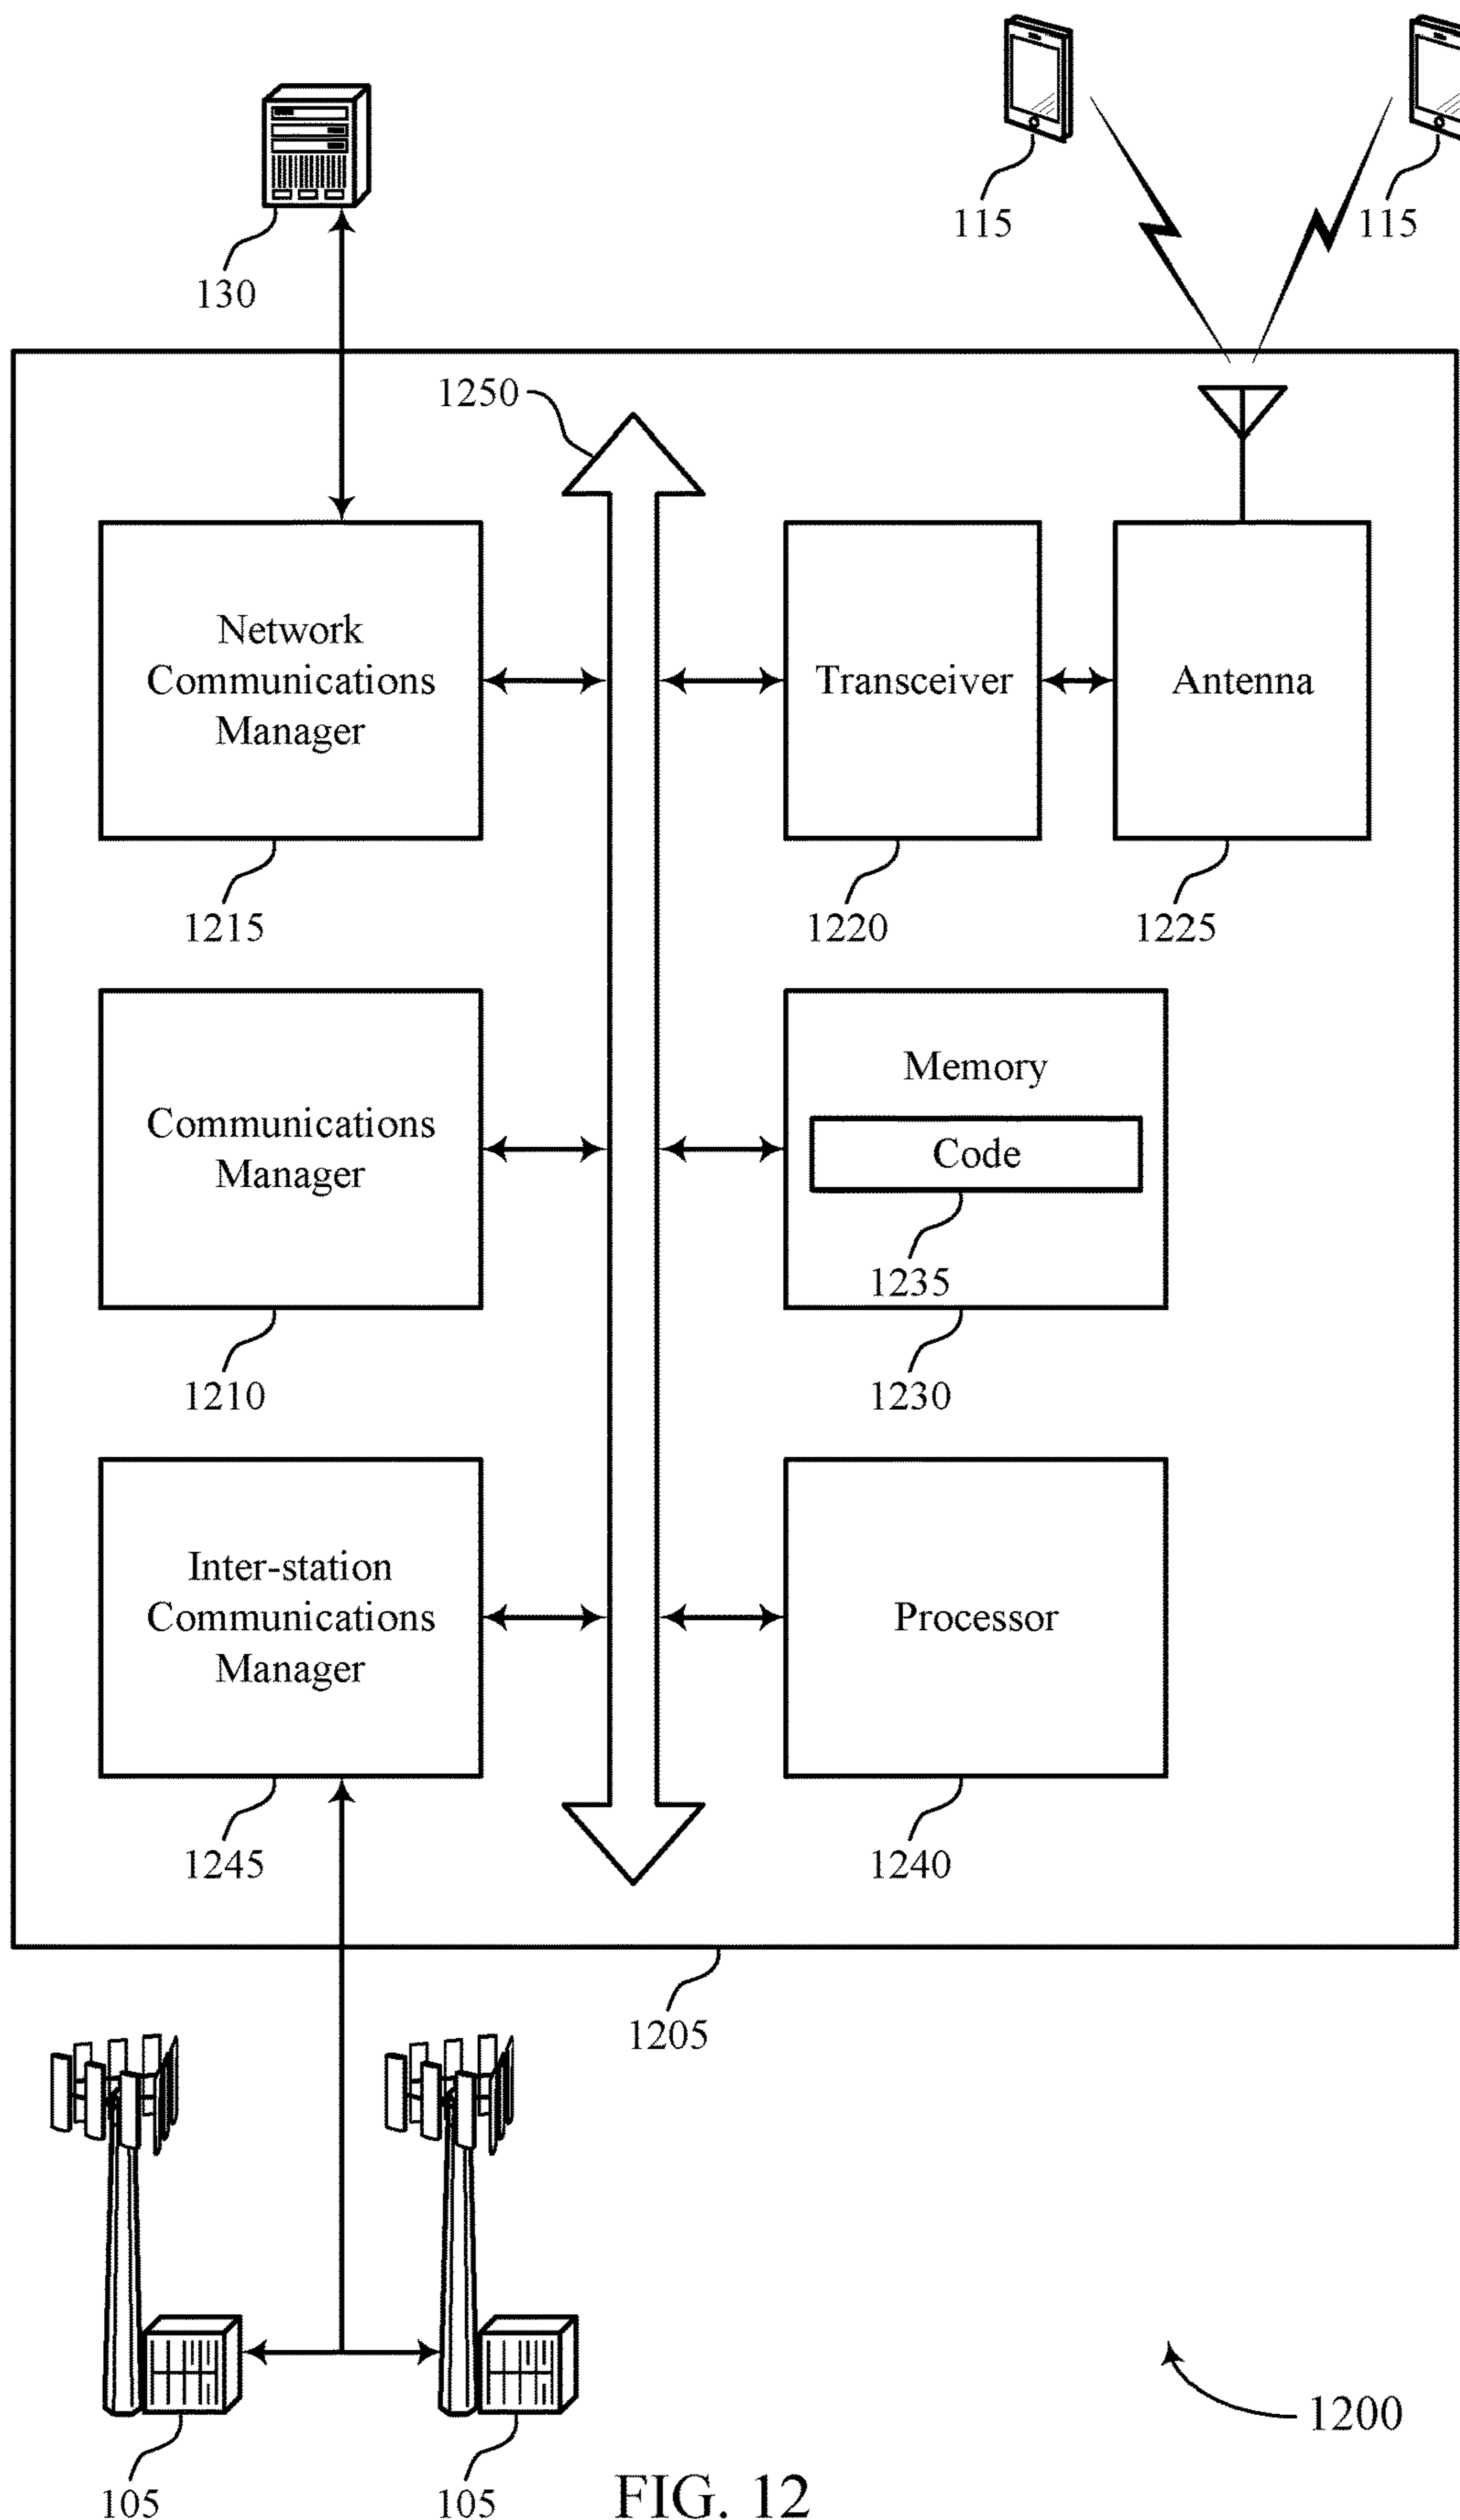 115
115
130
1250
Network
Communications
Manager
Transceiver
Antenna
1215
1220
1225
Communications
Manager
Memory
Code
1235
1210
1230
Inter-station
Communications
Manager
Processor
1245
1240
1205
1200
105
105
FIG. 12